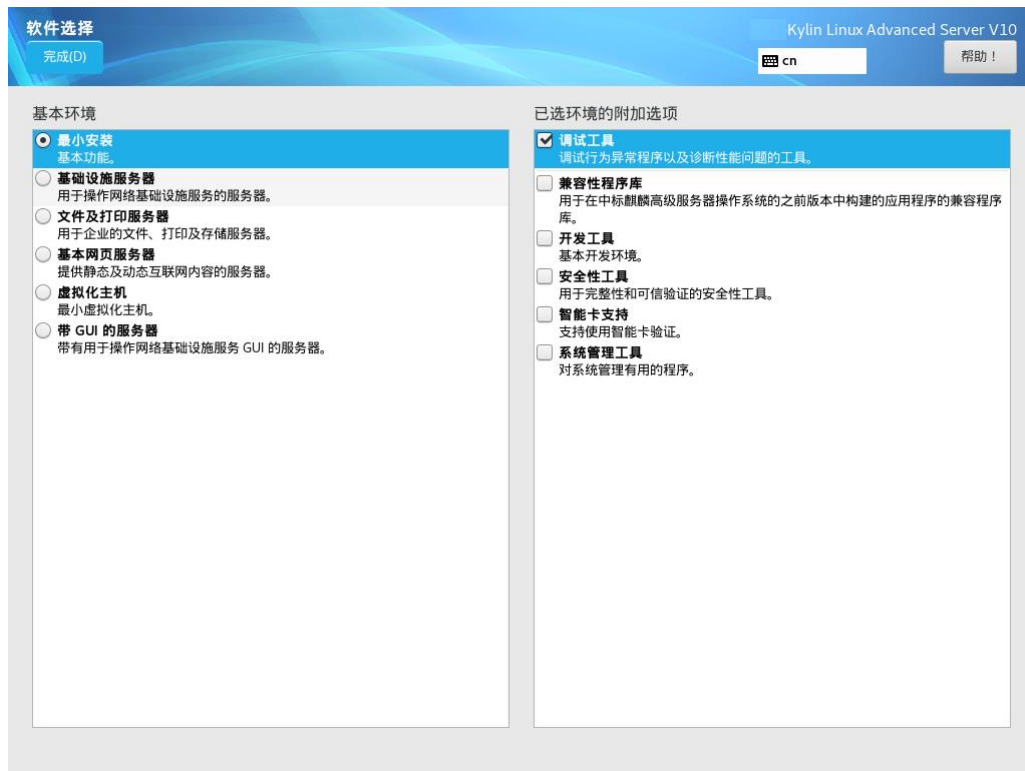 软件选择
Kylin Linux Advanced Server V10
完成(D)
cn
帮助！
基本环境
最小安装
基本功能。
基础设施服务器
用于操作网络基础设施服务的服务器。
文件及打印服务器
用于企业的文件、打印及存储服务器。
基本网页服务器
提供静态及动态互联网内容的服务器。
虚拟化主机
最小虚拟化主机。
带 GUI 的服务器
带有用于操作网络基础设施服务 GUI 的服务器。
已选环境的附加选项
调试工具
调试行为异常程序以及诊断性能问题的工具。
兼容性程序库
用于在中标麒麟高级服务器操作系统的之前版本中构建的应用程序的兼容程序
库。
开发工具
基本开发环境。
安全性工具
用于完整性和可信验证的安全性工具。
智能卡支持
支持使用智能卡验证。
系统管理工具
对系统管理有用的程序。